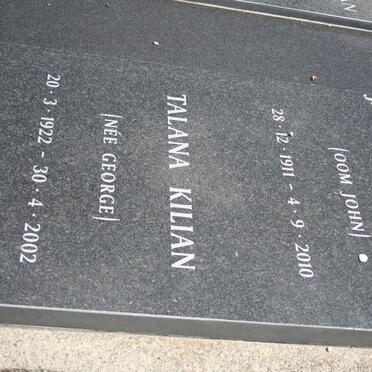 |OOM JOHN|
28·12·1911 - 4·9·2010
TALANA KILIAN
|NÉE GEORGE|
20·3·1922 - 30·4·2002